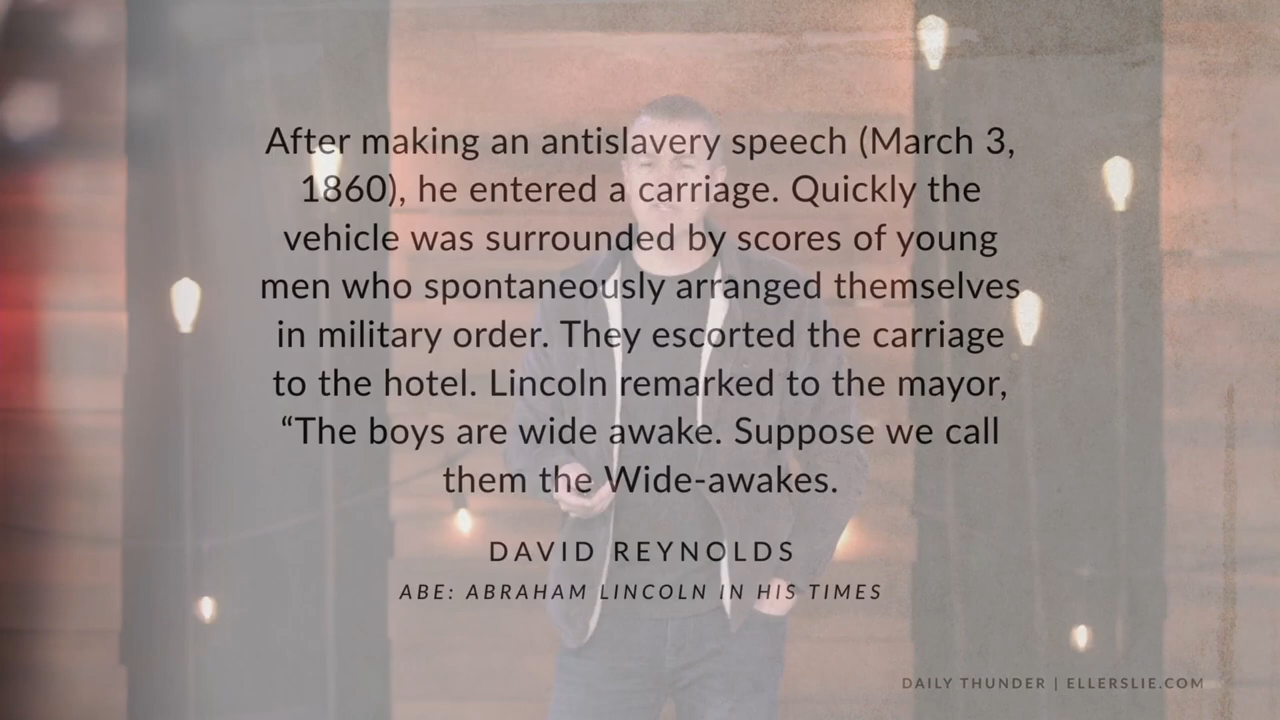 After making an antislavery speech (March 3,
1860), he entered a carriage. Quickly the
vehicle was surrounded by scores of young
men who spontaneously arranged themselves
in military order. They escorted the carriage
to the hotel. Lincoln remarked to the mayor,
“The boys are wide awake. Suppose we call
them the Wide-awakes.
DAVID REYNOLDS
ABE: ABRAHAM LINCOLN IN HIS TIMES
DAILY THUNDER | ELLERSLIE.COM